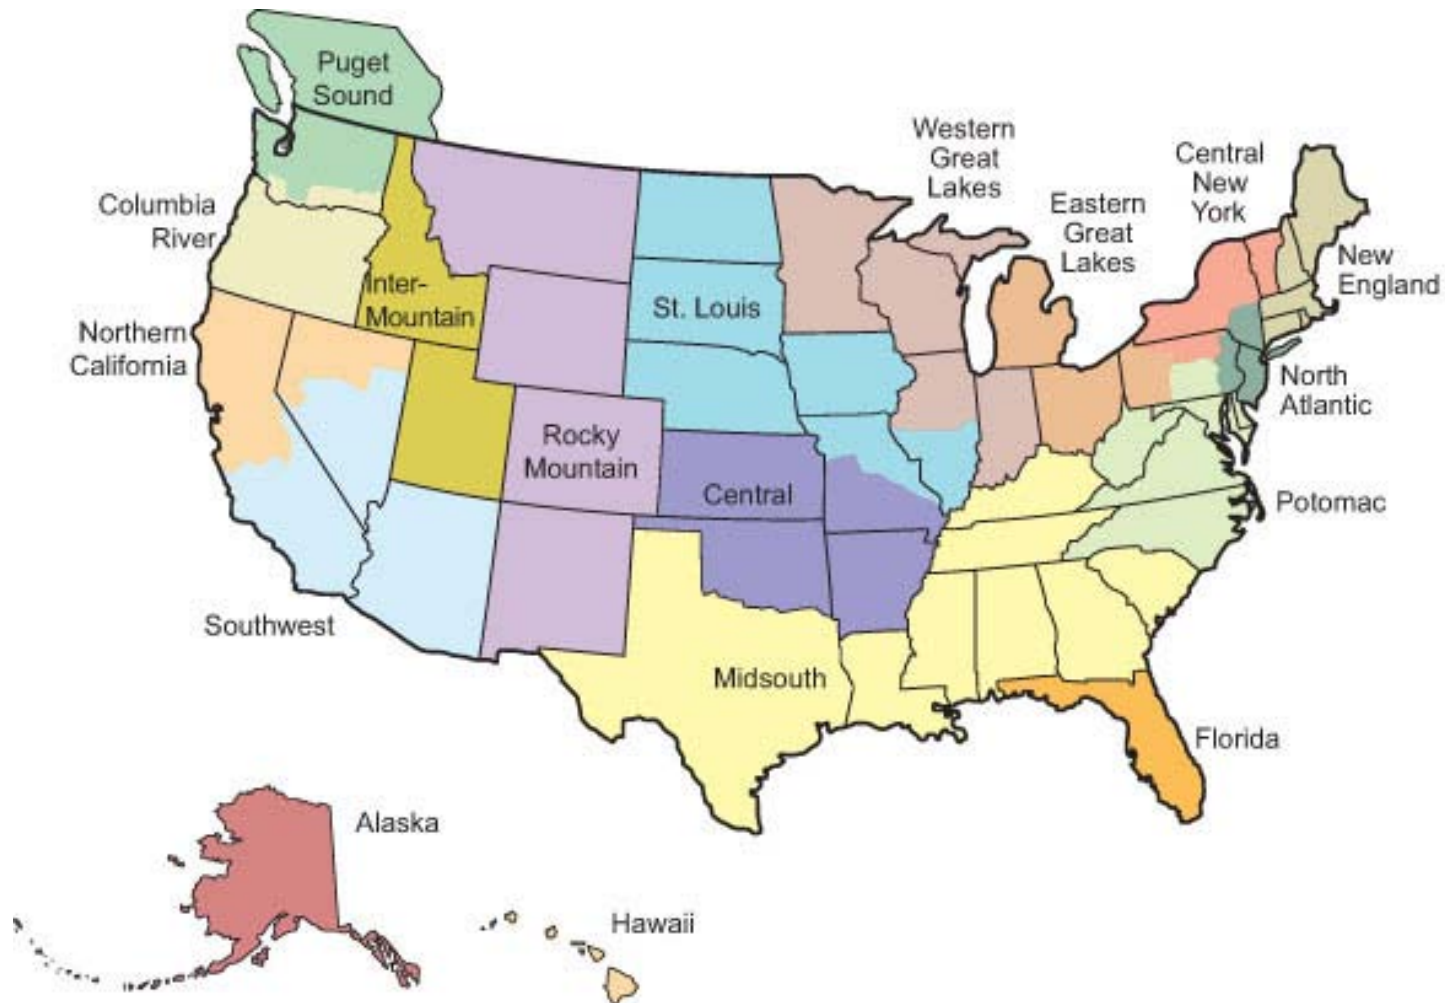 Puget
Sound
Western
Great
Lakes
Central
New
York
Columbia
River
Eastern
Great
Lakes
New
England
Inter-
Mountain
St. Louis
Northern
California
North
Atlantic
Rocky
Mountain
Central
Potomac
Southwest
Midsouth
Florida
Alaska
Hawaii